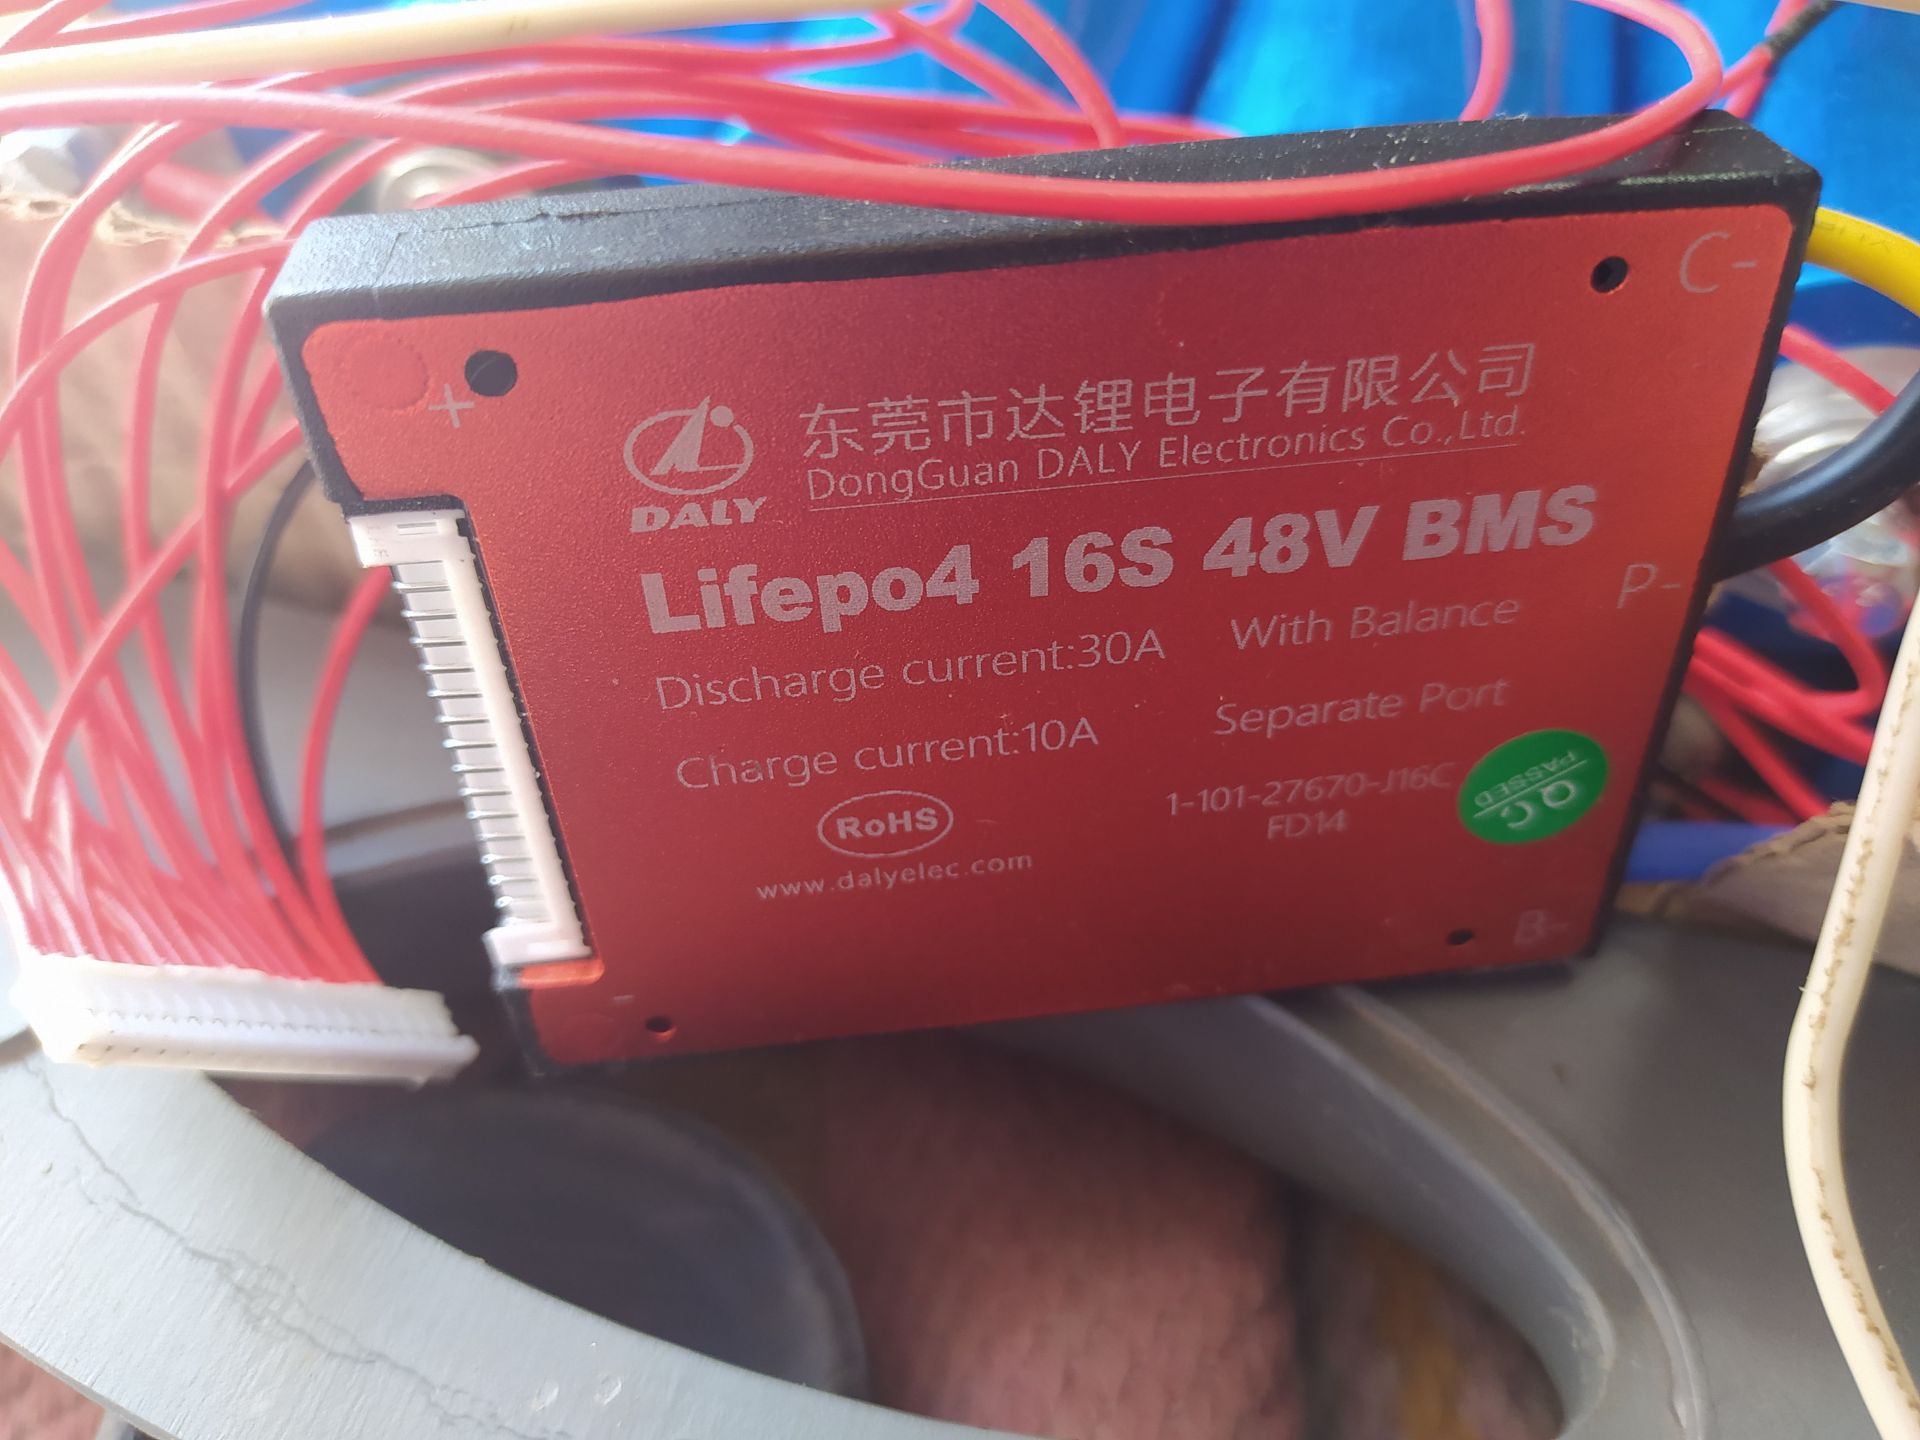 C-
+
东莞市达锂电子有限公司
DongGuan DALY Electronics Co.,Ltd.
DALY
Lifepo4 16S 48V BMS
P-
Discharge current:30A With Balance
Charge current:10A Separate Port
RoHS
www.dalyelec.com
1-101-27670-J16C
FD14
QC
PASSED
B-
-